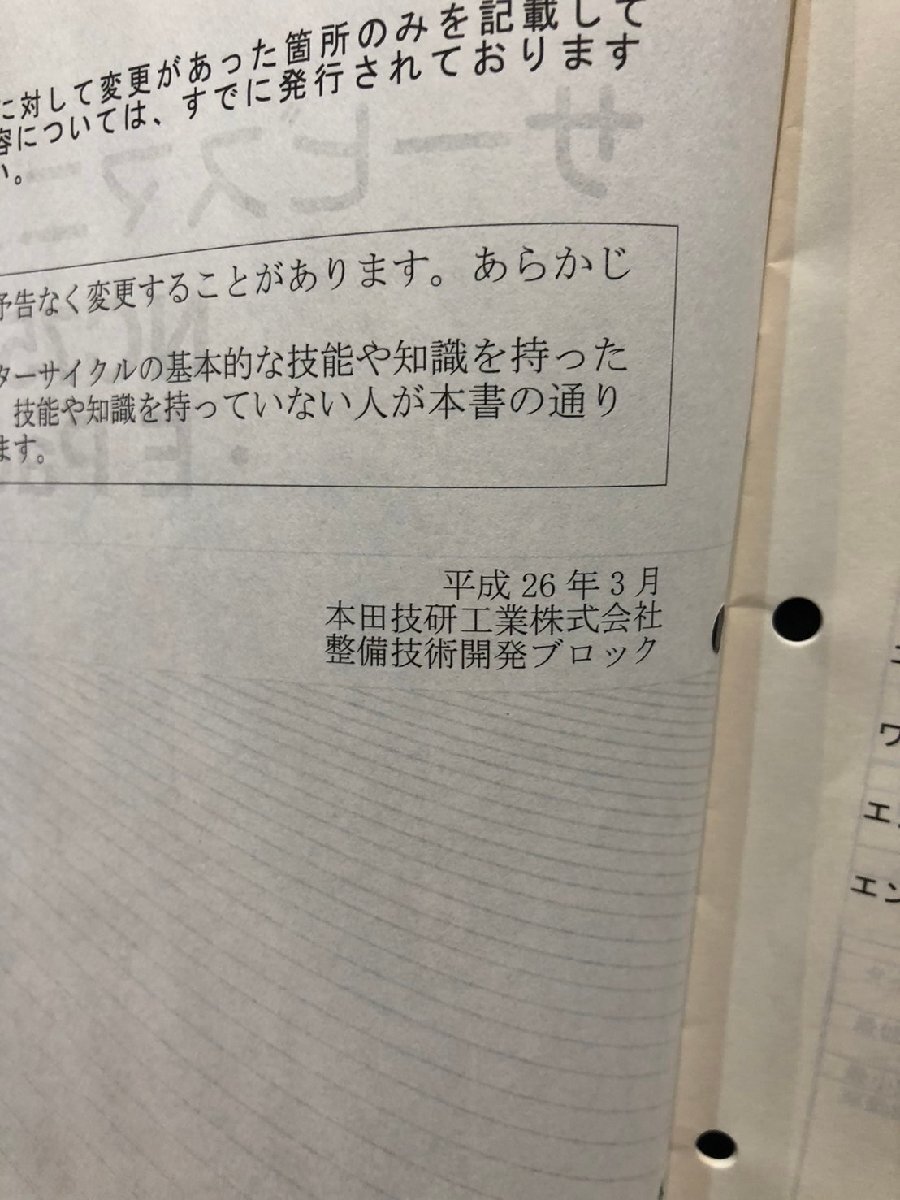 に対して変更があった箇所のみを記載して
容については、すでに発行されております
い。
予告なく変更することがあります。あらかじ
ターサイクルの基本的な技能や知識を持った
技能や知識を持っていない人が本書の通り
ます。
平成 26 年 3 月
本田技研工業株式会社
整備技術開発ブロック
ワ
エン